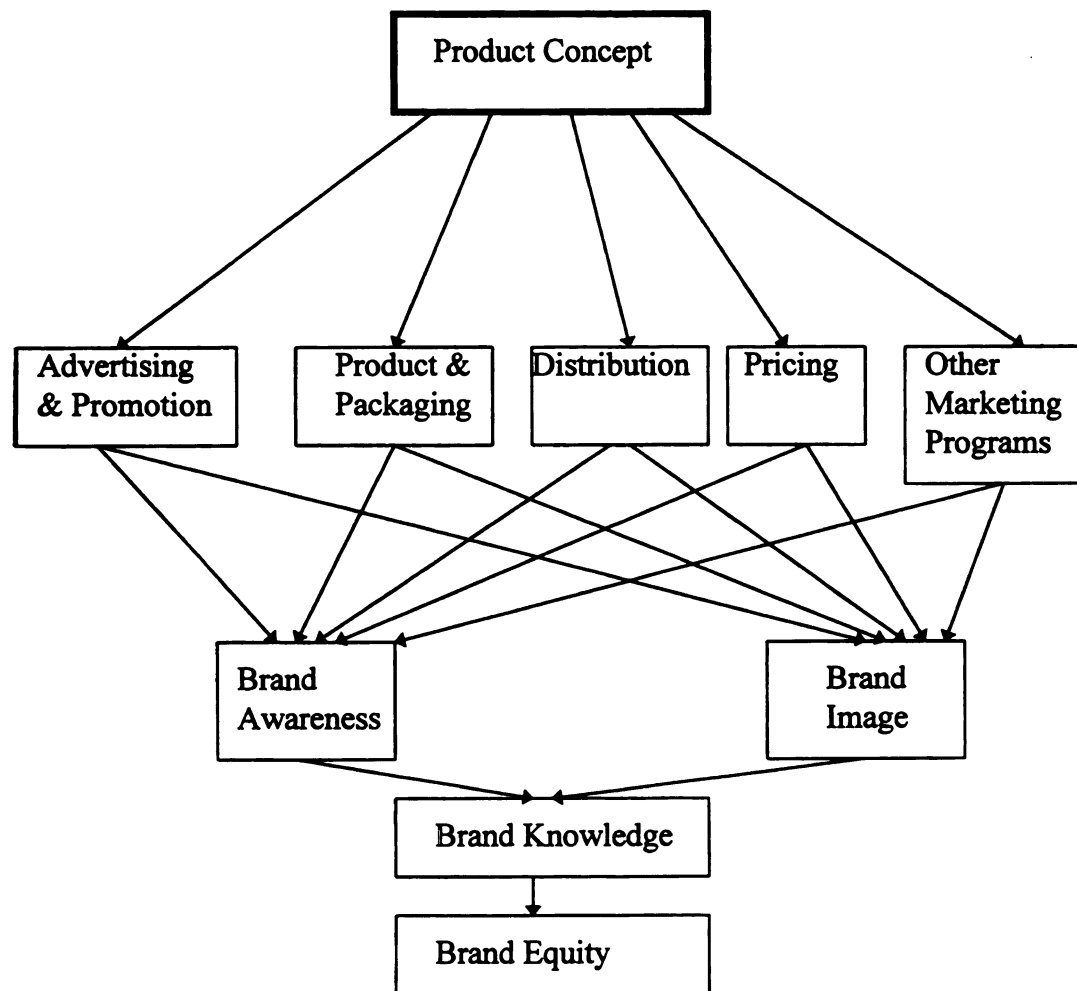 Product Concept
Advertising
& Promotion
Product &
Packaging
Distribution
Pricing
Other
Marketing
Programs
Brand
Awareness
Brand
Image
Brand Knowledge
Brand Equity